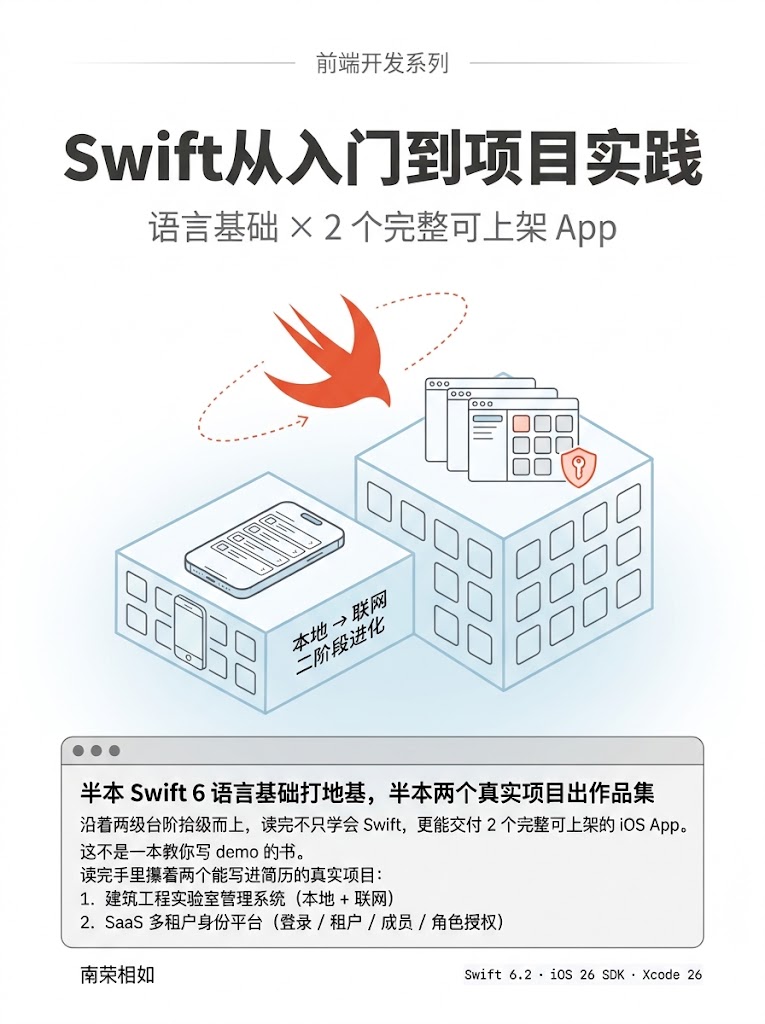 前端开发系列
Swift从入门到项目实践
语言基础 × 2 个完整可上架 App
本地 → 联网
二阶段进化
半本 Swift 6 语言基础打地基，半本两个真实项目出作品集
沿着两级台阶拾级而上，读完不只学会 Swift，更能交付 2 个完整可上架的 iOS App。
这不是一本教你写 demo 的书。
读完手里攥着两个能写进简历的真实项目：
1. 建筑工程实验室管理系统（本地 + 联网）
2. SaaS 多租户身份平台（登录 / 租户 / 成员 / 角色授权）
南荣相如
Swift 6.2 · iOS 26 SDK · Xcode 26